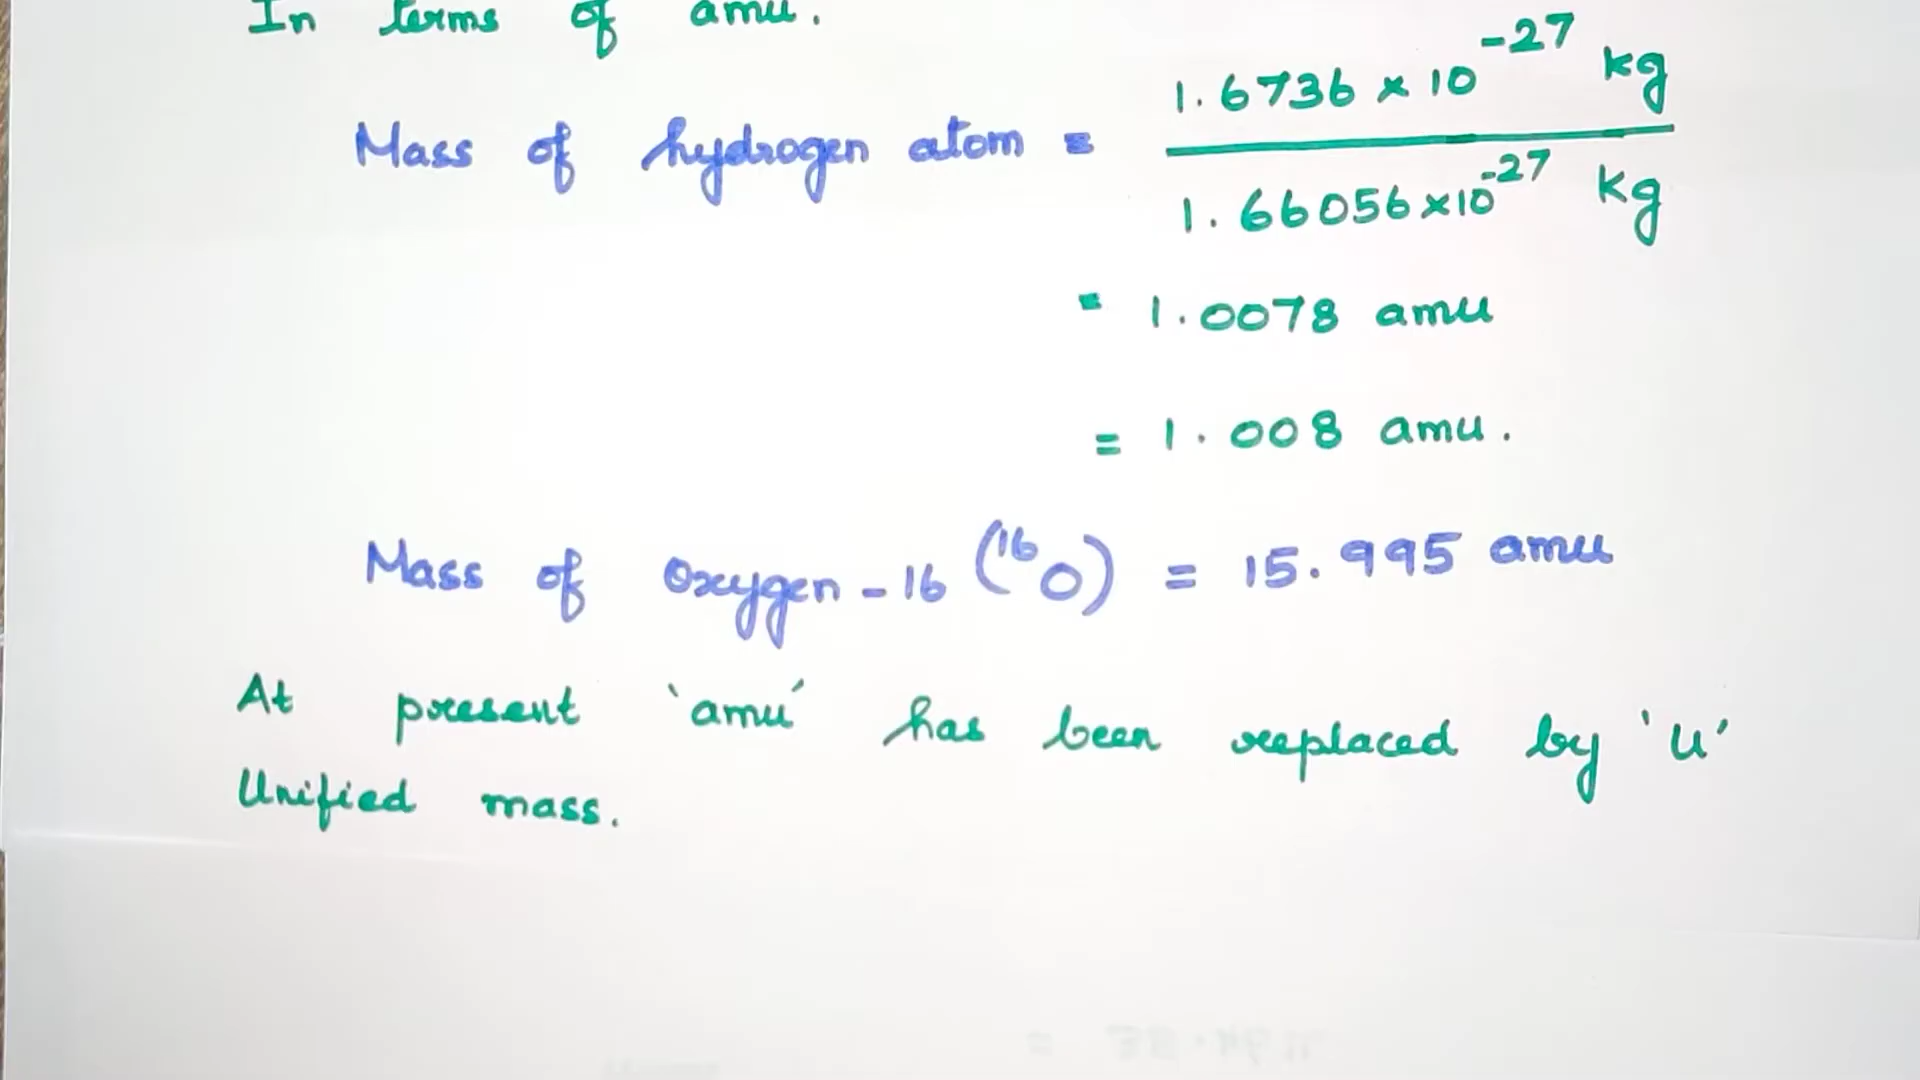 In terms of amu.
Mass of hydrogen atom = 1.6736 × 10⁻²⁷ kg
1.66056×10⁻²⁷ kg
= 1.0078 amu
= 1.008 amu.
Mass of Oxygen-16 (¹⁶O) = 15.995 amu
At present 'amu' has been replaced by 'u'
Unified mass.